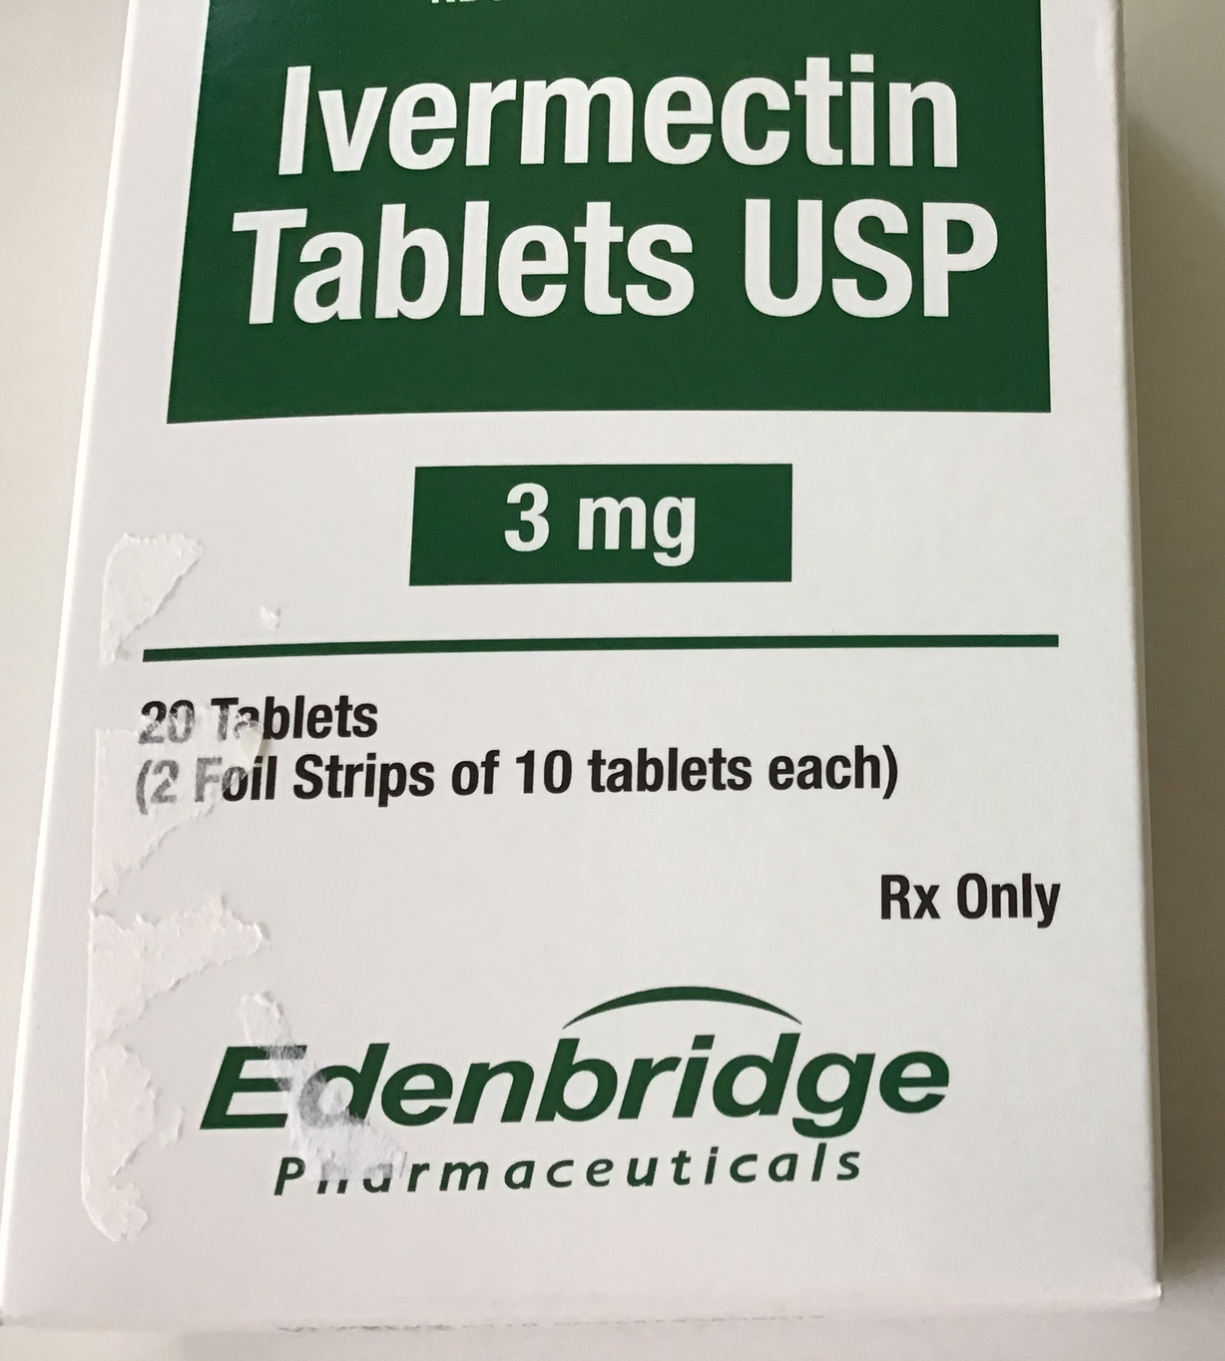 Ivermectin
Tablets USP
3 mg
20 Tablets
(2 Foil Strips of 10 tablets each)
Rx Only
Edenbridge
Pharmaceuticals